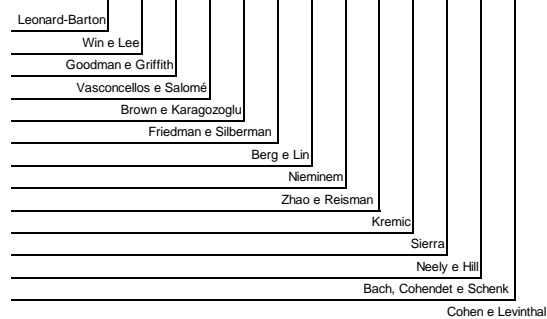 Leonard-Barton
Win e Lee
Goodman e Griffith
Vasconcellos e Salomé
Brown e Karagozoglu
Friedman e Silberman
Berg e Lin
Nieminem
Zhao e Reisman
Kremic
Sierra
Neely e Hill
Bach, Cohendet e Schenk
Cohen e Levinthal